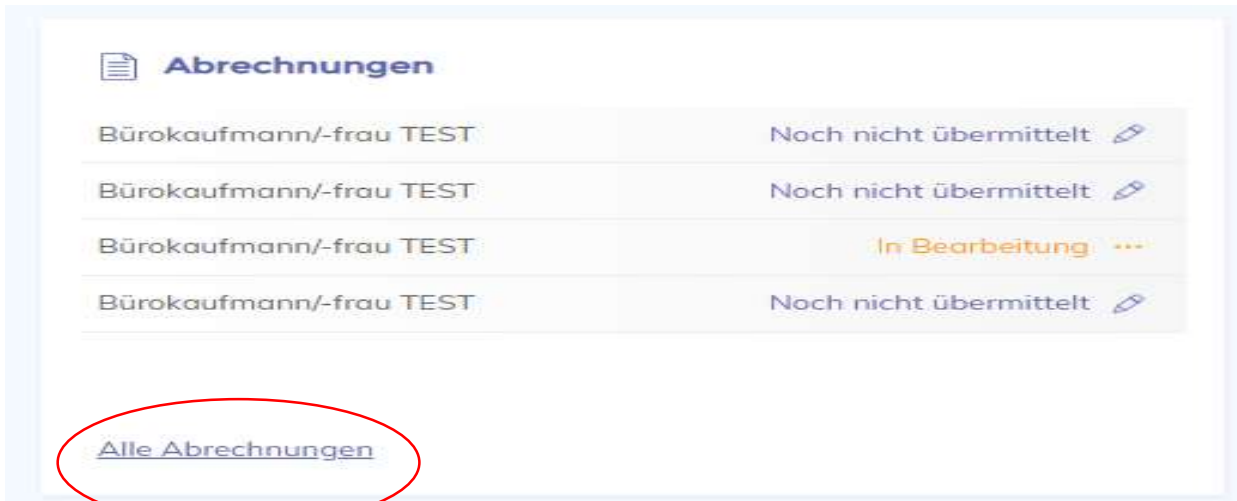 Abrechnungen
Bürokaufmann/-frau TEST Noch nicht übermittelt
Bürokaufmann/-frau TEST Noch nicht übermittelt
Bürokaufmann/-frau TEST In Bearbeitung ...
Bürokaufmann/-frau TEST Noch nicht übermittelt
Alle Abrechnungen